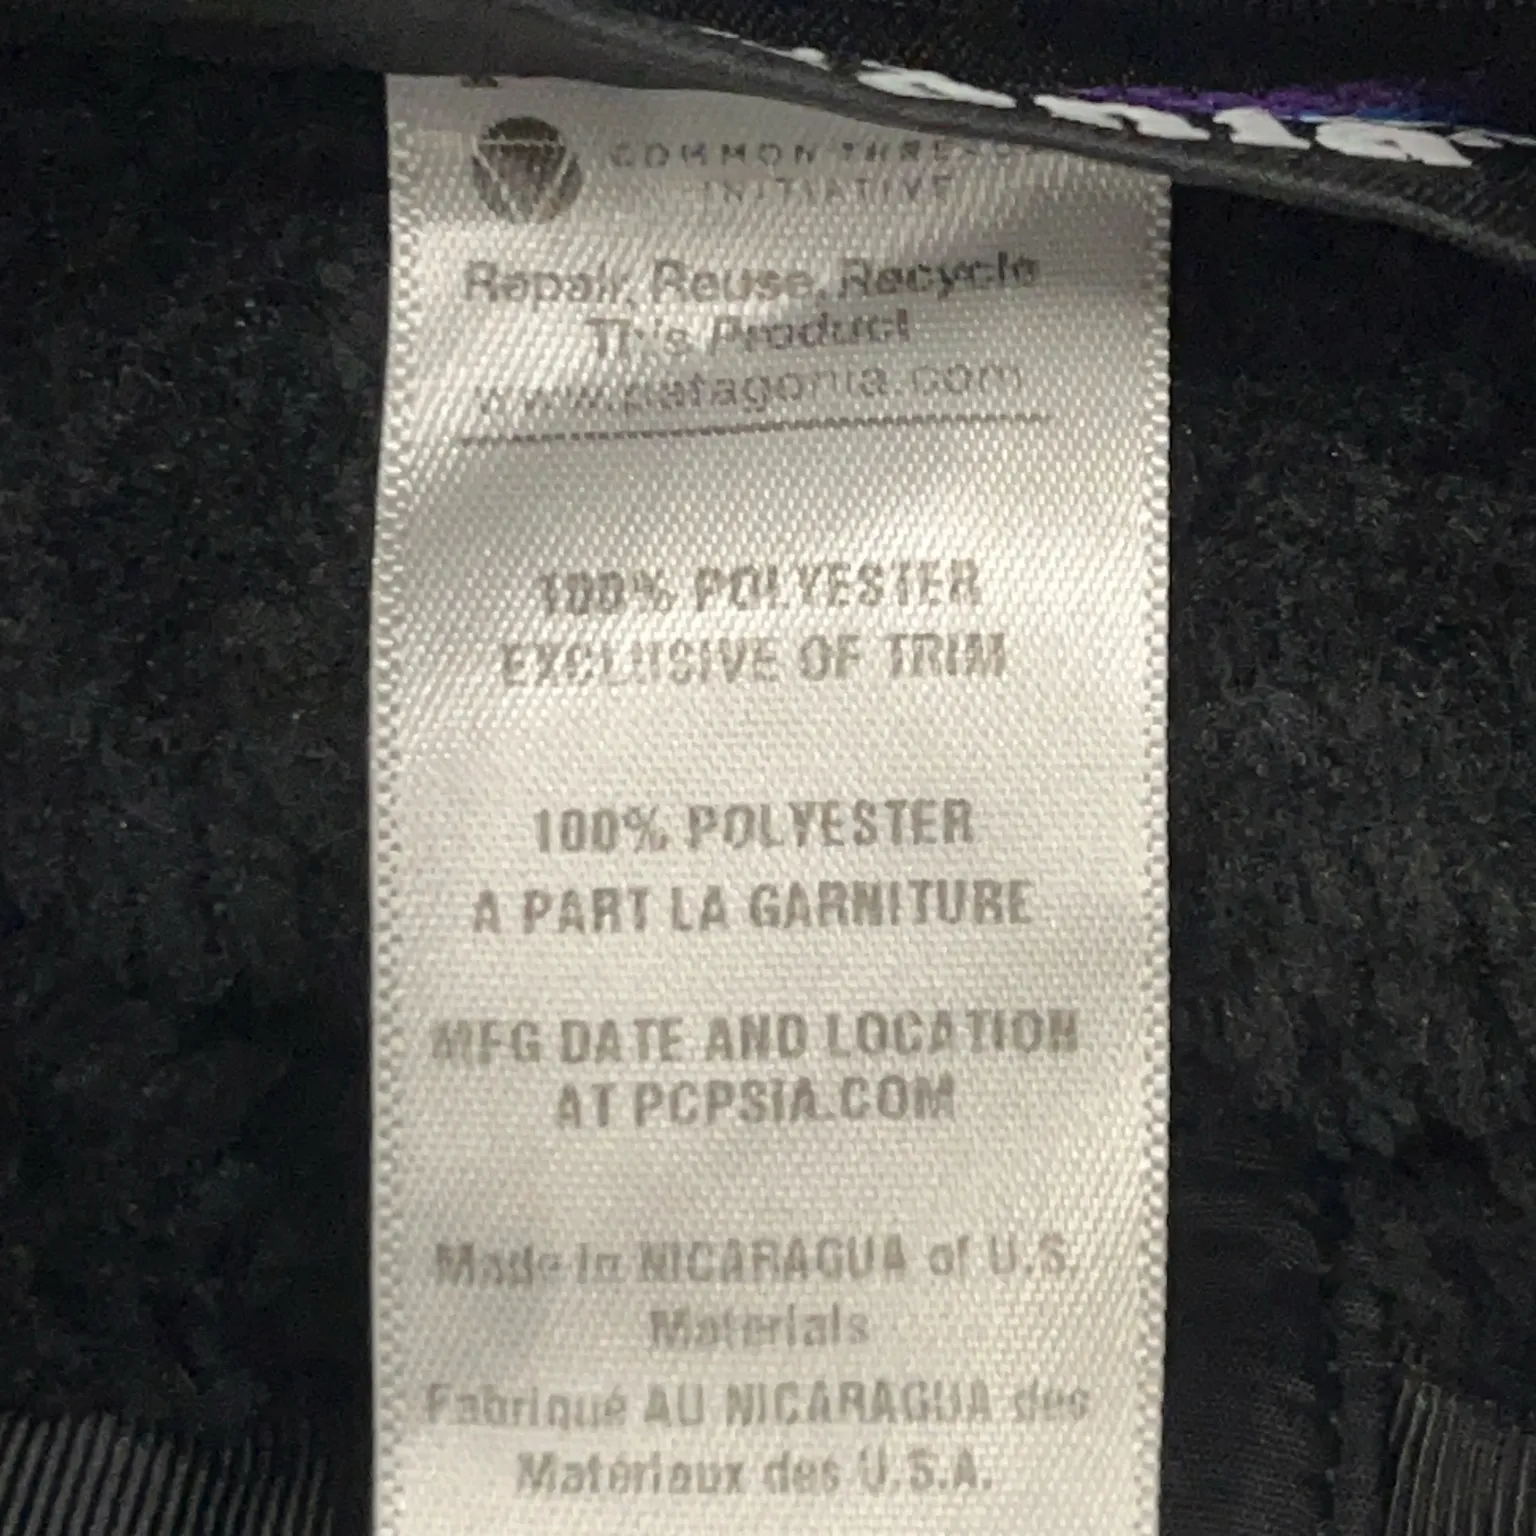 COMMON THREADS
INITIATIVE
Repair, Reuse, Recycle
This Product
www.patagonia.com
100% POLYESTER
EXCLUSIVE OF TRIM
100% POLYESTER
A PART LA GARNITURE
MFG DATE AND LOCATION
AT PCPSIA.COM
Made in NICARAGUA of U.S.
Materials
Fabriqué AU NICARAGUA des
Matériaux des U.S.A.